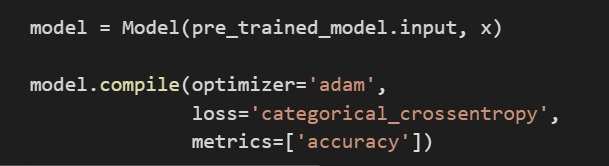 model = Model(pre_trained_model.input, x)
model.compile(optimizer='adam',
loss='categorical_crossentropy',
metrics=['accuracy'])